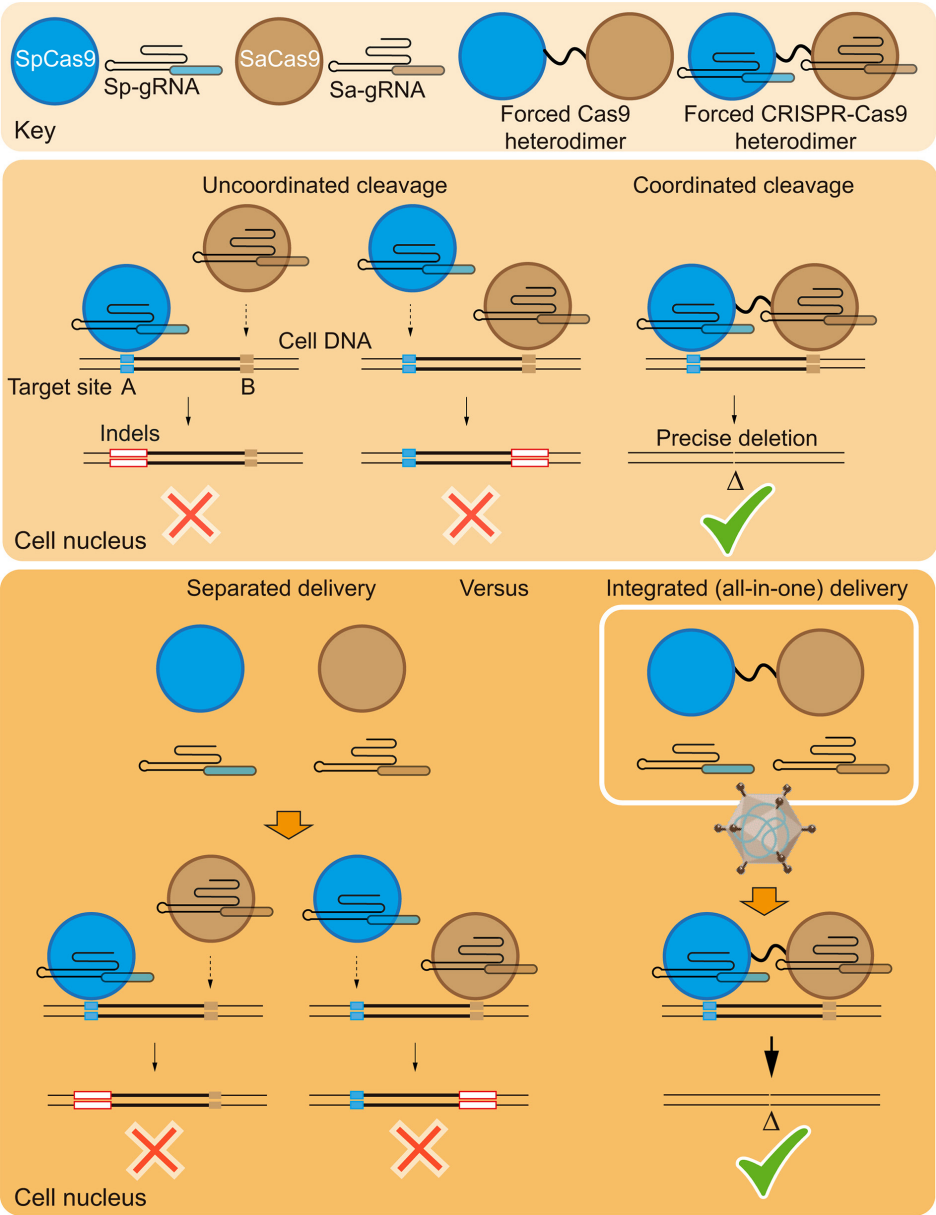 SpCas9
Sp-gRNA
SaCas9
Sa-gRNA
Forced Cas9
heterodimer
Forced CRISPR-Cas9
heterodimer
Key
Uncoordinated cleavage
Coordinated cleavage
Cell DNA
Target site A
B
Indels
Precise deletion
Δ
Cell nucleus
Separated delivery
Versus
Integrated (all-in-one) delivery
Δ
Cell nucleus